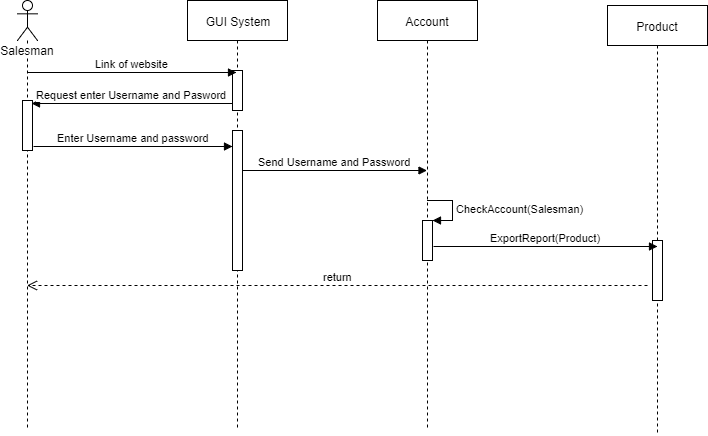 GUI System
Account
Product
Salesman
Link of website
Request enter Username and Pasword
Enter Username and password
Send Username and Password
CheckAccount(Salesman)
ExportReport(Product)
return